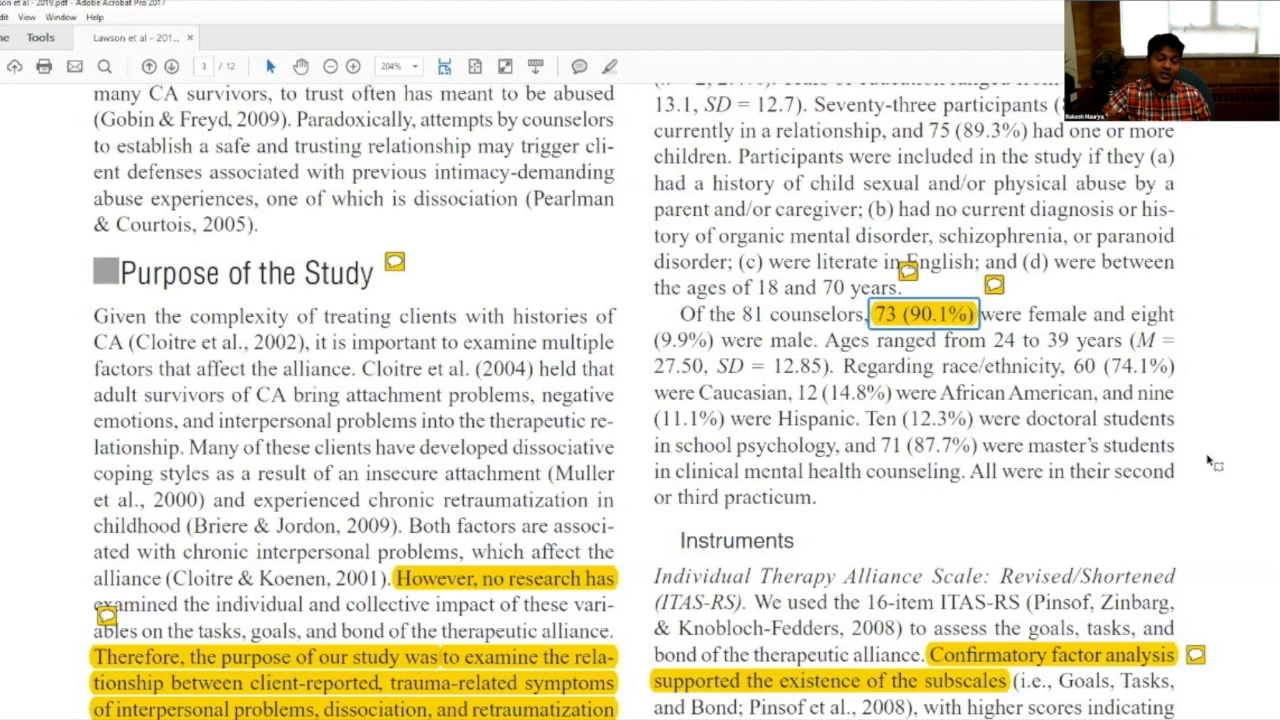 son et al - 2019.pdf - Adobe Acrobat Pro 2017
dit View Window Help
me Tools Lawson et al - 201... ×
3 / 12 204%
Rakesh Maurya
many CA survivors, to trust often has meant to be abused
(Gobin & Freyd, 2009). Paradoxically, attempts by counselors
to establish a safe and trusting relationship may trigger cli-
ent defenses associated with previous intimacy-demanding
abuse experiences, one of which is dissociation (Pearlman
& Courtois, 2005).
Purpose of the Study
Given the complexity of treating clients with histories of
CA (Cloitre et al., 2002), it is important to examine multiple
factors that affect the alliance. Cloitre et al. (2004) held that
adult survivors of CA bring attachment problems, negative
emotions, and interpersonal problems into the therapeutic re-
lationship. Many of these clients have developed dissociative
coping styles as a result of an insecure attachment (Muller
et al., 2000) and experienced chronic retraumatization in
childhood (Briere & Jordon, 2009). Both factors are associ-
ated with chronic interpersonal problems, which affect the
alliance (Cloitre & Koenen, 2001). However, no research has
examined the individual and collective impact of these vari-
ables on the tasks, goals, and bond of the therapeutic alliance.
Therefore, the purpose of our study was to examine the rela-
tionship between client-reported, trauma-related symptoms
of interpersonal problems, dissociation, and retraumatization
13.1, SD = 12.7). Seventy-three participants
currently in a relationship, and 75 (89.3%) had one or more
children. Participants were included in the study if they (a)
had a history of child sexual and/or physical abuse by a
parent and/or caregiver; (b) had no current diagnosis or his-
tory of organic mental disorder, schizophrenia, or paranoid
disorder; (c) were literate in English; and (d) were between
the ages of 18 and 70 years.
Of the 81 counselors, 73 (90.1%) were female and eight
(9.9%) were male. Ages ranged from 24 to 39 years (M =
27.50, SD = 12.85). Regarding race/ethnicity, 60 (74.1%)
were Caucasian, 12 (14.8%) were African American, and nine
(11.1%) were Hispanic. Ten (12.3%) were doctoral students
in school psychology, and 71 (87.7%) were master's students
in clinical mental health counseling. All were in their second
or third practicum.
Instruments
Individual Therapy Alliance Scale: Revised/Shortened
(ITAS-RS). We used the 16-item ITAS-RS (Pinsof, Zinbarg,
& Knobloch-Fedders, 2008) to assess the goals, tasks, and
bond of the therapeutic alliance. Confirmatory factor analysis
supported the existence of the subscales (i.e., Goals, Tasks,
and Bond; Pinsof et al., 2008), with higher scores indicating